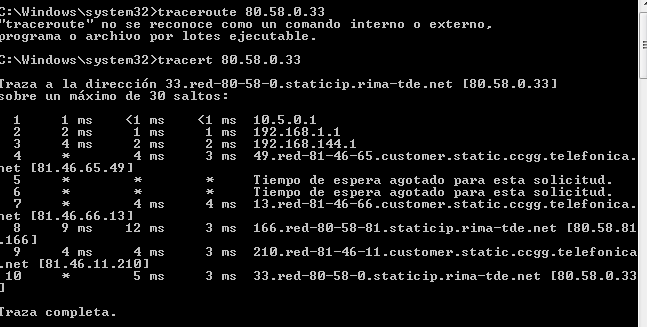 C:\Windows\system32>traceroute 80.58.0.33
"traceroute" no se reconoce como un comando interno o externo,
programa o archivo por lotes ejecutable.
C:\Windows\system32>tracert 80.58.0.33
Traza a la dirección 33.red-80-58-0.staticip.rima-tde.net [80.58.0.33]
sobre un máximo de 30 saltos:
1 1 ms <1 ms <1 ms 10.5.0.1
2 2 ms 1 ms 1 ms 192.168.1.1
3 4 ms 2 ms 2 ms 192.168.144.1
4 * 4 ms 3 ms 49.red-81-46-65.customer.static.ccgg.telefonica.
net [81.46.65.49]
5 * * * Tiempo de espera agotado para esta solicitud.
6 * * * Tiempo de espera agotado para esta solicitud.
7 * 4 ms 4 ms 13.red-81-46-66.customer.static.ccgg.telefonica.
net [81.46.66.13]
8 9 ms 12 ms 3 ms 166.red-80-58-81.staticip.rima-tde.net [80.58.81
.166]
9 4 ms 4 ms 3 ms 210.red-81-46-11.customer.static.ccgg.telefonica
.net [81.46.11.210]
10 * 5 ms 3 ms 33.red-80-58-0.staticip.rima-tde.net [80.58.0.33
]
Traza completa.